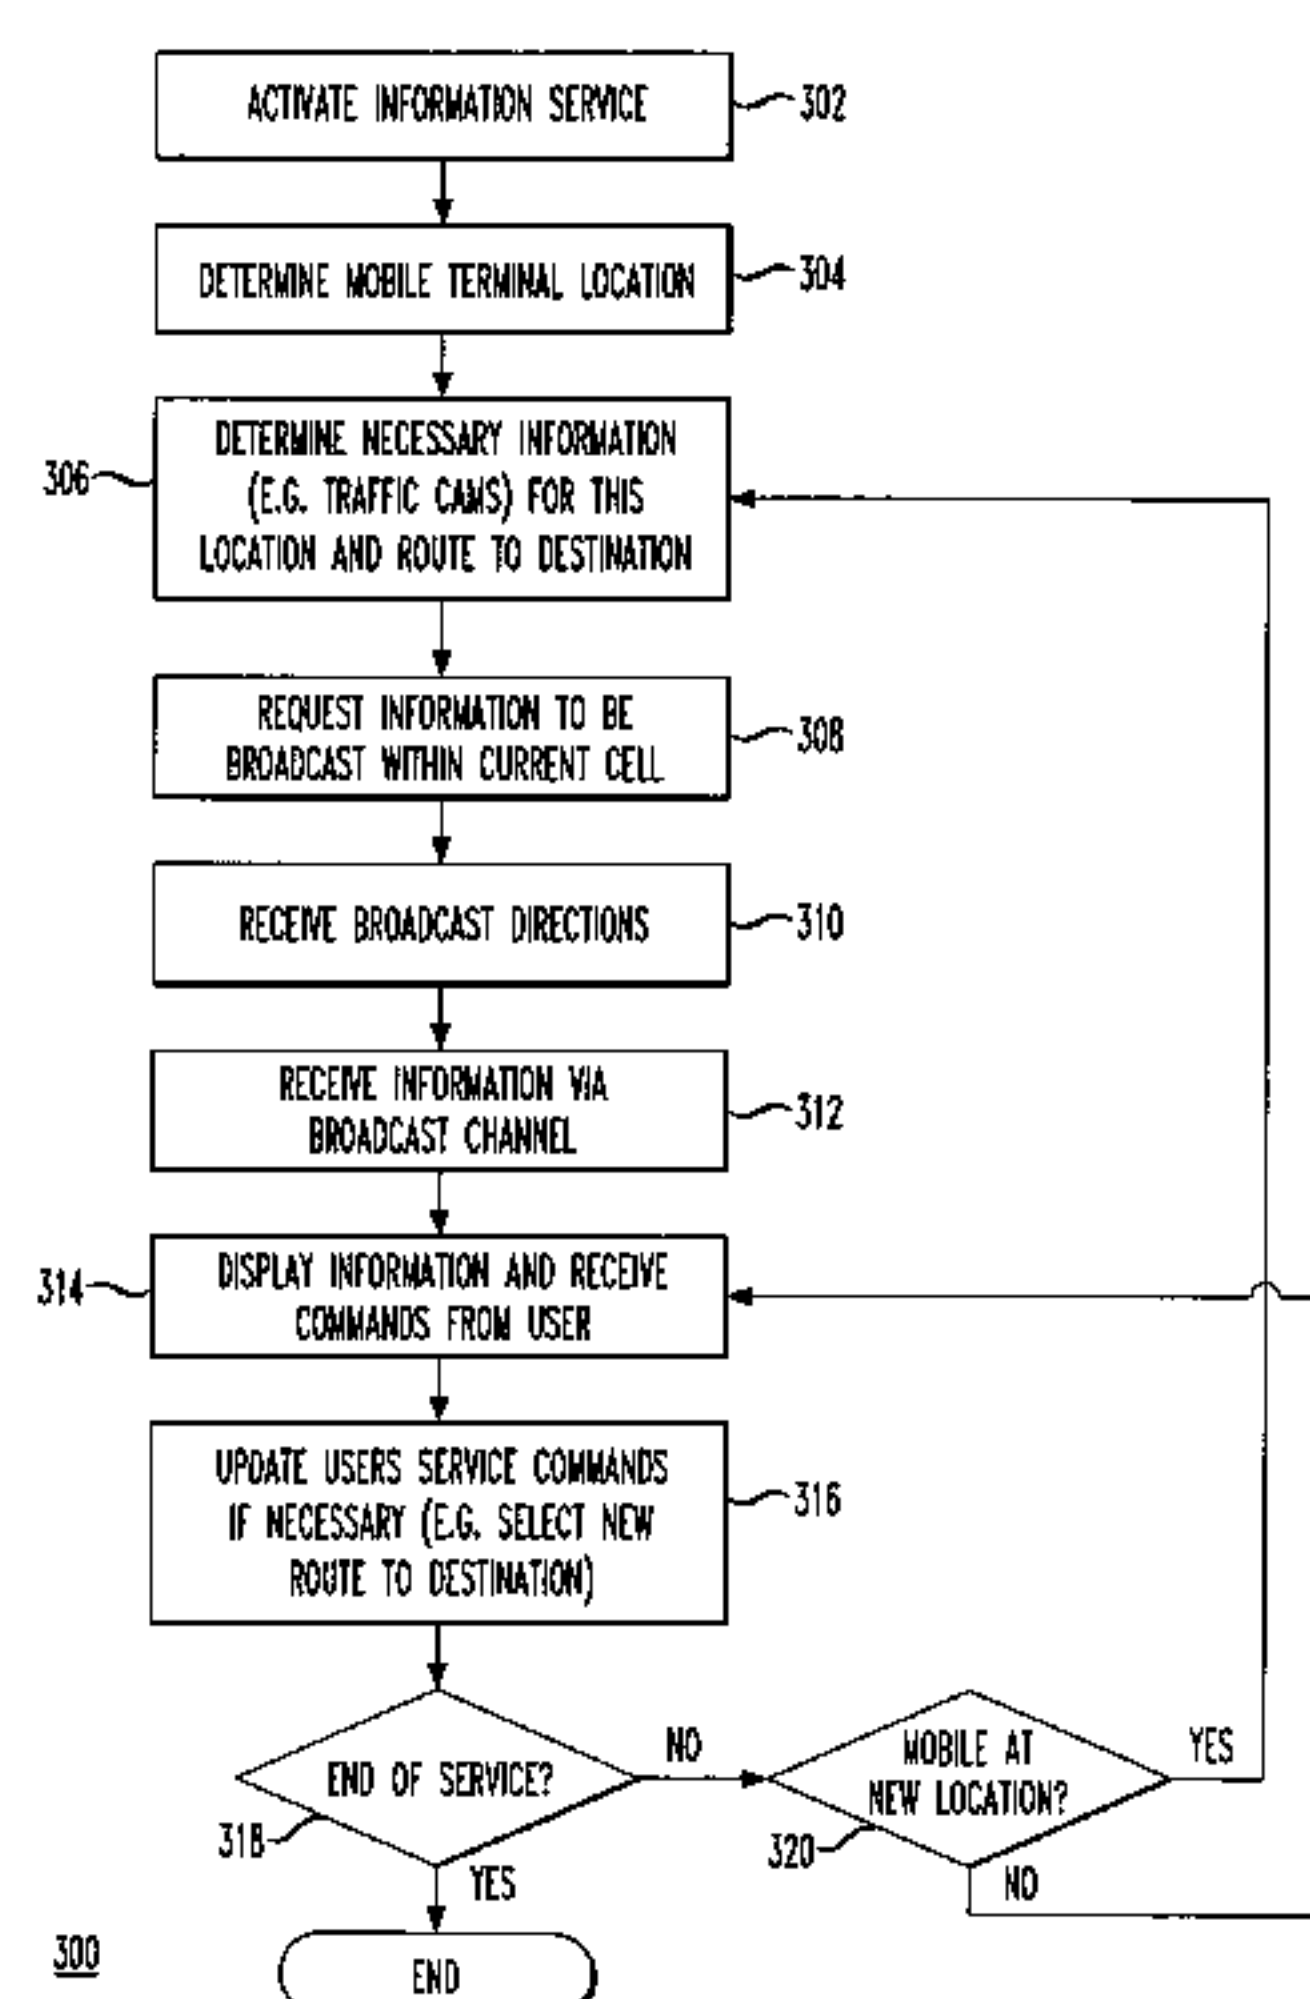 ACTIVATE INFORMATION SERVICE
302
DETERMINE MOBILE TERMINAL LOCATION
304
306
DETERMINE NECESSARY INFORMATION
(E.G. TRAFFIC CAMS) FOR THIS
LOCATION AND ROUTE TO DESTINATION
REQUEST INFORMATION TO BE
BROADCAST WITHIN CURRENT CELL
308
RECEIVE BROADCAST DIRECTIONS
310
RECEIVE INFORMATION VIA
BROADCAST CHANNEL
312
314
DISPLAY INFORMATION AND RECEIVE
COMMANDS FROM USER
UPDATE USERS SERVICE COMMANDS
IF NECESSARY (E.G. SELECT NEW
ROUTE TO DESTINATION)
316
END OF SERVICE?
318
NO
YES
MOBILE AT
NEW LOCATION?
320
YES
NO
END
300